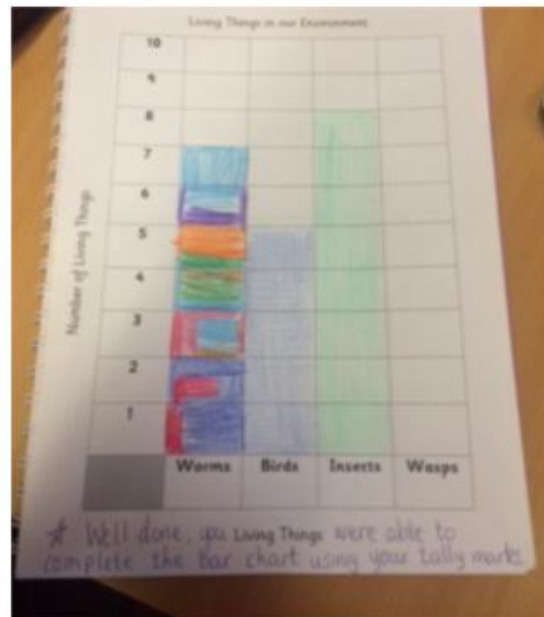 Living Things in our Environment
10
9
8
7
6
5
4
3
2
1
Number of Living Things
Worms Birds Insects Wasps
☆ Well done, you Living Things were able to
complete the bar chart using your tally marks